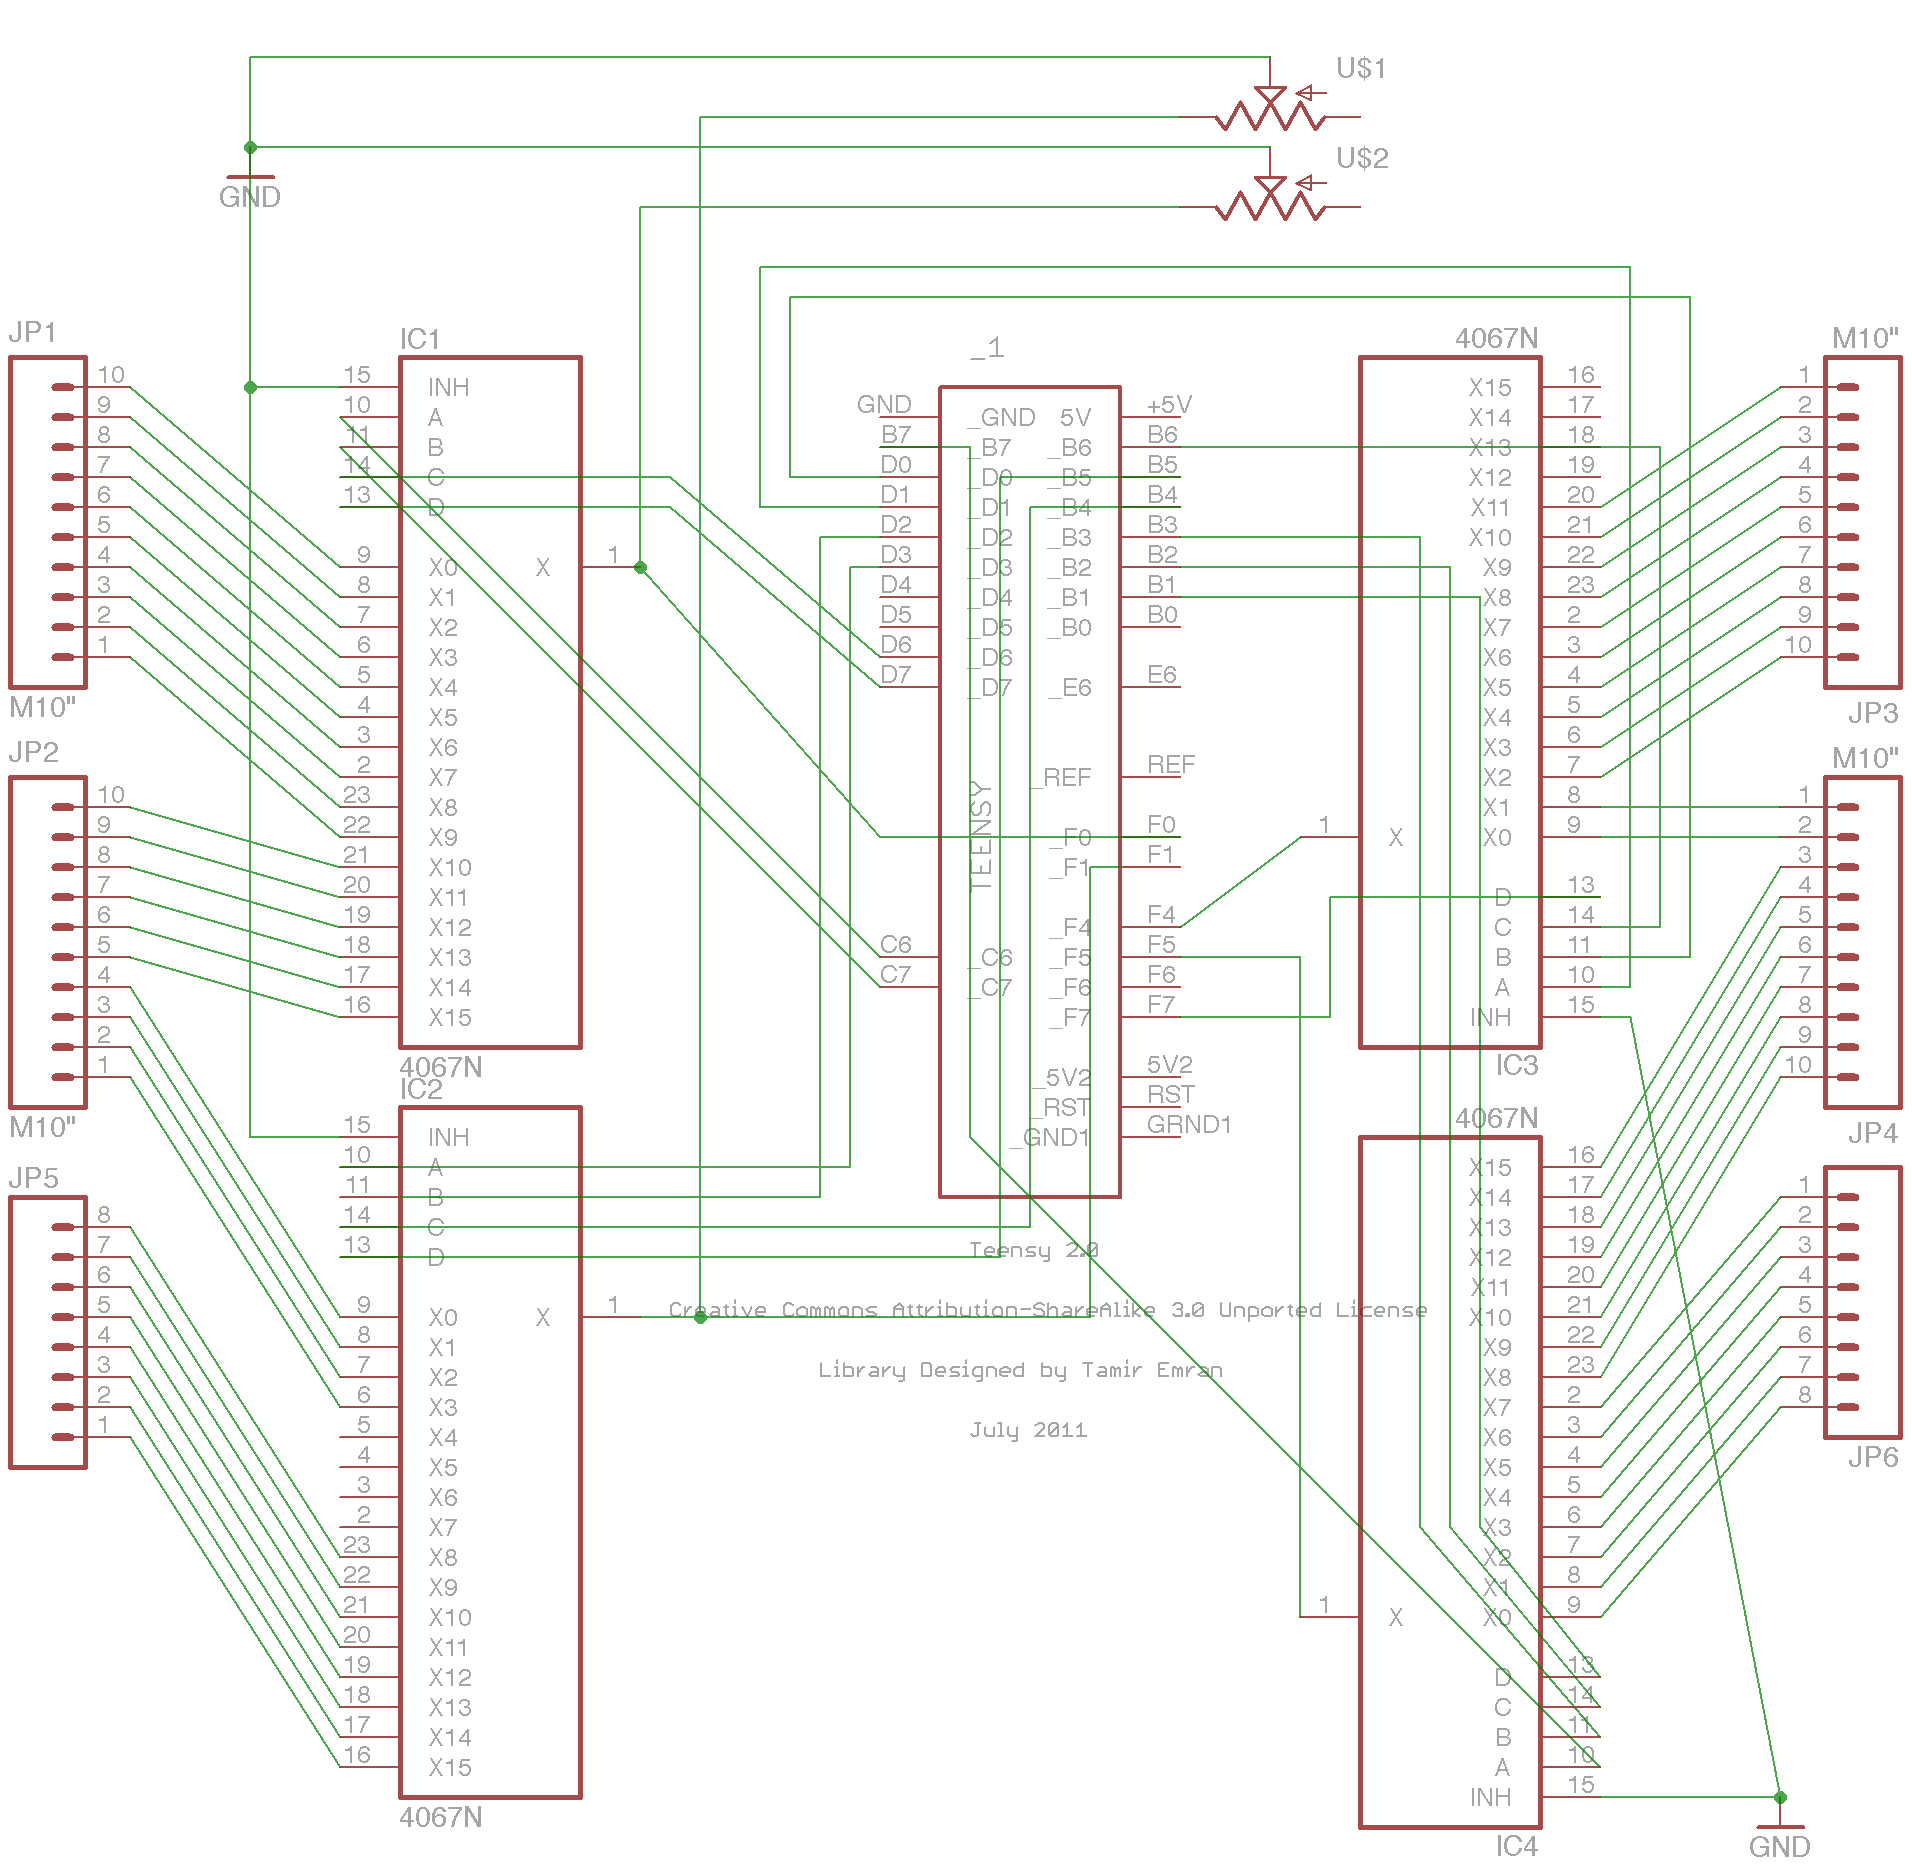 U$1
U$2
GND
JP1
10
9
8
7
6
5
4
3
2
1
M10"
JP2
10
9
8
7
6
5
4
3
2
1
M10"
JP5
8
7
6
5
4
3
2
1
IC1
15 INH
10 A
11 B
14 C
13 D
9 X0 X 1
8 X1
7 X2
6 X3
5 X4
4 X5
3 X6
2 X7
23 X8
22 X9
21 X10
20 X11
19 X12
18 X13
17 X14
16 X15
4067N
IC2
15 INH
10 A
11 B
14 C
13 D
9 X0 X 1
8 X1
7 X2
6 X3
5 X4
4 X5
3 X6
2 X7
23 X8
22 X9
21 X10
20 X11
19 X12
18 X13
17 X14
16 X15
4067N
_1
GND _GND 5V +5V
B7 _B7 _B6 B6
D0 _D0 _B5 B5
D1 _D1 _B4 B4
D2 _D2 _B3 B3
D3 _D3 _B2 B2
D4 _D4 _B1 B1
D5 _D5 _B0 B0
D6 _D6
D7 _D7 _E6 E6
_REF REF
TEENSY
_F0 F0
_F1 F1
_F4 F4
C6 _C6 _F5 F5
C7 _C7 _F6 F6
_F7 F7
_5V2 5V2
_RST RST
_GND1 GRND1
Teensy 2.0
Creative Commons Attribution-ShareAlike 3.0 Unported License
Library Designed by Tamir Emran
July 2011
4067N
X15 16
X14 17
X13 18
X12 19
X11 20
X10 21
X9 22
X8 23
X7 2
X6 3
X5 4
X4 5
X3 6
X2 7
X1 8
1 X X0 9
D 13
C 14
B 11
A 10
INH 15
IC3
4067N
X15 16
X14 17
X13 18
X12 19
X11 20
X10 21
X9 22
X8 23
X7 2
X6 3
X5 4
X4 5
X3 6
X2 7
X1 8
1 X X0 9
D 13
C 14
B 11
A 10
INH 15
IC4
M10"
1
2
3
4
5
6
7
8
9
10
JP3
M10"
1
2
3
4
5
6
7
8
9
10
JP4
1
2
3
4
5
6
7
8
JP6
GND